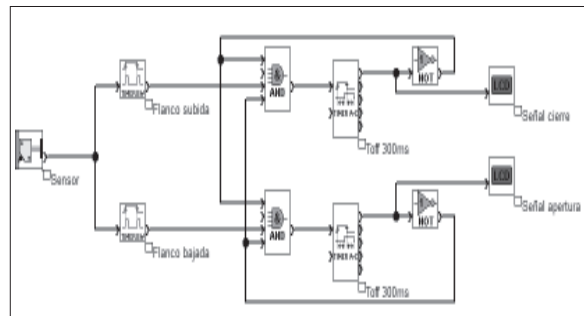 NOT
LCD
Señal cierre
AND
Flanco subida
Toff 300ms
Sensor
LCD
Señal apertura
NOT
AND
Flanco bajada
Toff 300ms